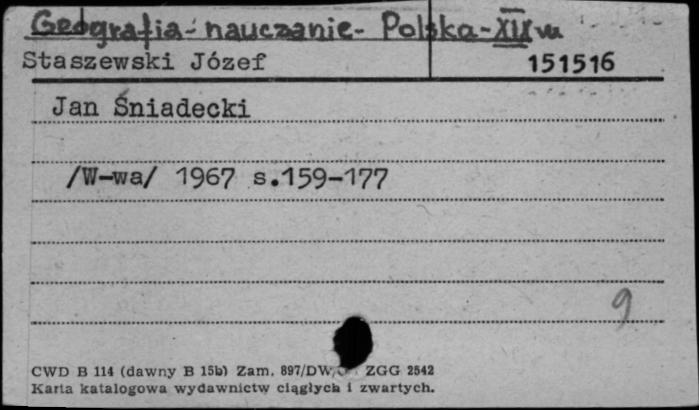 Geografia - nauczanie - Polska - XIX w
Staszewski Józef 151516
Jan Śniadecki
/W-wa/ 1967 s.159-177
9
CWD B 114 (dawny B 15b) Zam. 897/DW ZGG 2542
Karta katalogowa wydawnictw ciągłych i zwartych.